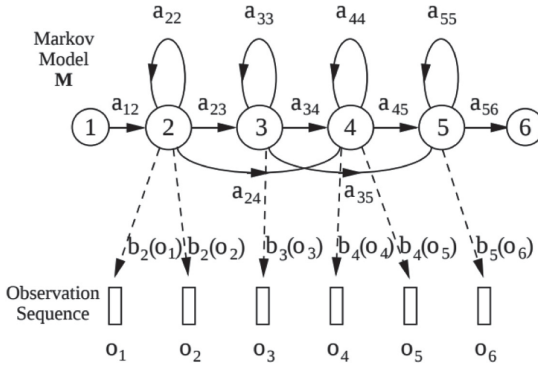 Markov
Model
M
a22 a33 a44 a55
a12 a23 a34 a45 a56
1 2 3 4 5 6
a24 a35
b2(o1) b2(o2) b3(o3) b4(o4) b4(o5) b5(o6)
Observation
Sequence
o1 o2 o3 o4 o5 o6